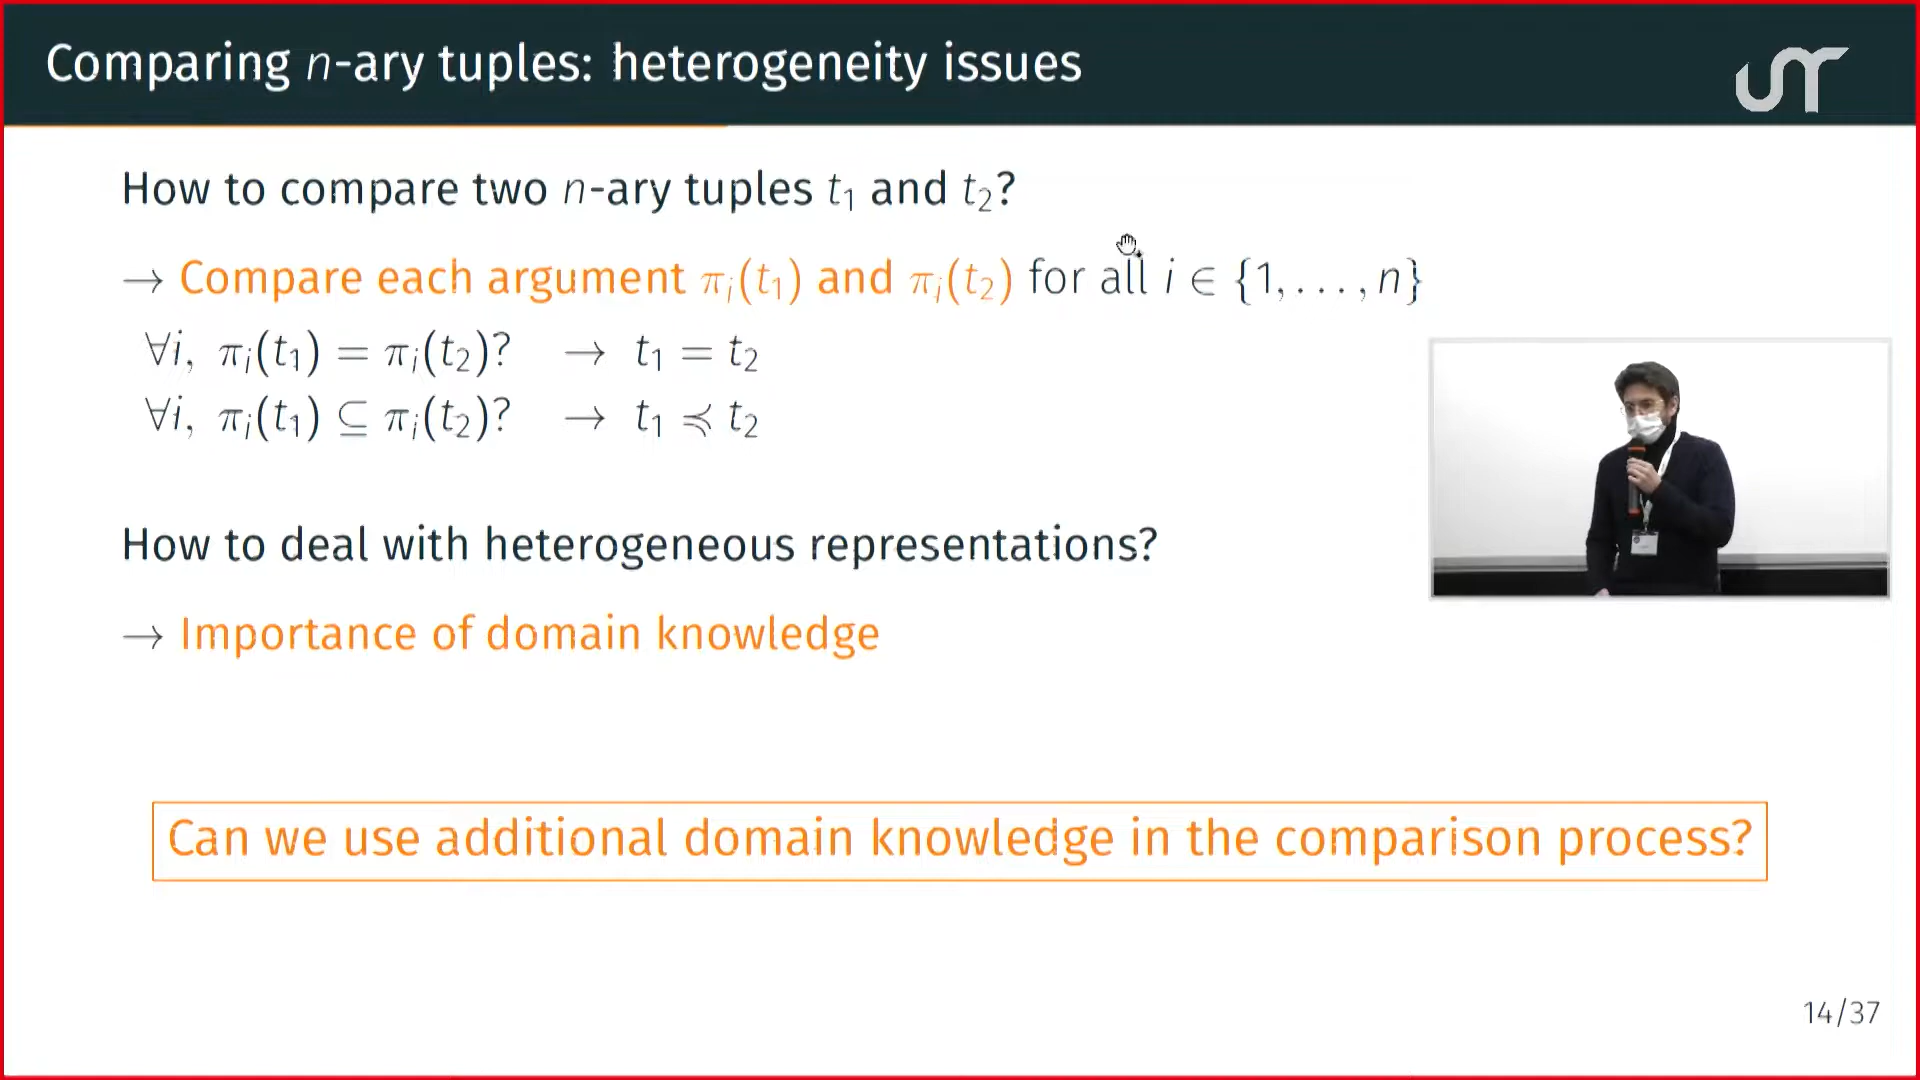 Comparing n-ary tuples: heterogeneity issues
How to compare two n-ary tuples t₁ and t₂?
→ Compare each argument πᵢ(t₁) and πᵢ(t₂) for all i ∈ {1, . . . , n}
∀i, πᵢ(t₁) = πᵢ(t₂)? → t₁ = t₂
∀i, πᵢ(t₁) ⊆ πᵢ(t₂)? → t₁ ≼ t₂
How to deal with heterogeneous representations?
→ Importance of domain knowledge
Can we use additional domain knowledge in the comparison process?
14/37